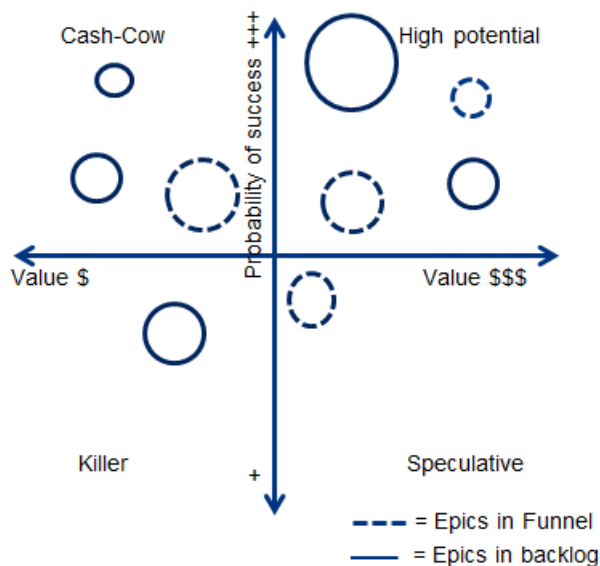 Cash-Cow
High potential
Probability of success +++
Value $
Value $$$
Killer
+
Speculative
= Epics in Funnel
= Epics in backlog